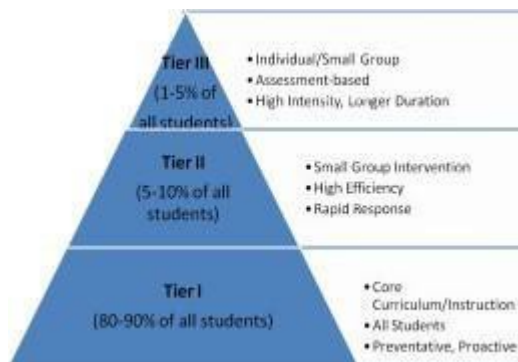 Tier III
(1-5% of
all students)
• Individual/Small Group
• Assessment-based
• High Intensity, Longer Duration
Tier II
(5-10% of all
students)
• Small Group Intervention
• High Efficiency
• Rapid Response
Tier I
(80-90% of all students)
• Core
Curriculum/Instruction
• All Students
• Preventative, Proactive